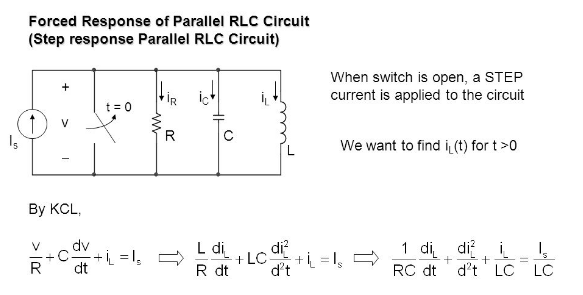 Forced Response of Parallel RLC Circuit
(Step response Parallel RLC Circuit)
When switch is open, a STEP
current is applied to the circuit
+ v − t = 0 iR iC iL
Is R C L
We want to find iL(t) for t >0
By KCL,
v/R + C dv/dt + iL = Is ⇨ L/R diL/dt + LC diL²/d²t + iL = Is ⇨ 1/RC diL/dt + diL²/d²t + iL/LC = Is/LC